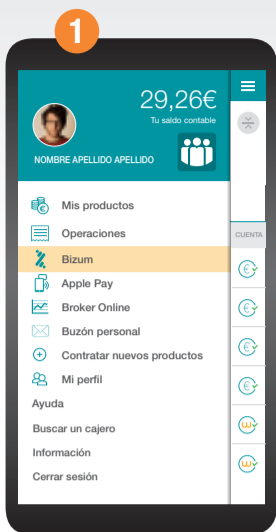 1
29,26€
Tu saldo contable
NOMBRE APELLIDO APELLIDO
Mis productos
Operaciones
CUENTA
Bizum
Apple Pay
Broker Online
Buzón personal
Contratar nuevos productos
Mi perfil
Ayuda
Buscar un cajero
Información
Cerrar sesión